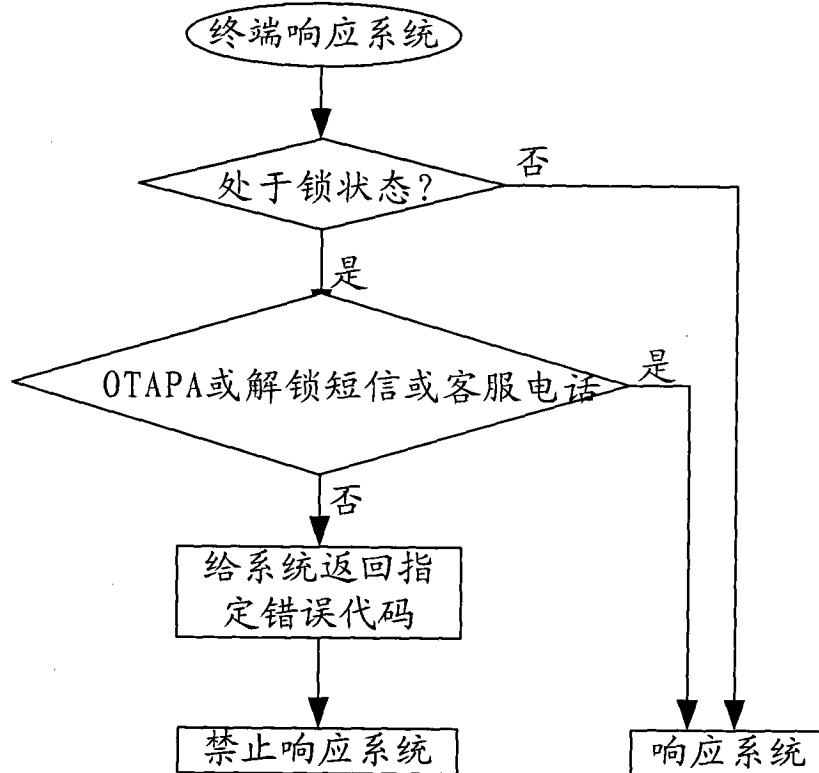 终端响应系统
处于锁状态?
否
是
OTAPA或解锁短信或客服电话
是
否
给系统返回指
定错误代码
禁止响应系统
响应系统